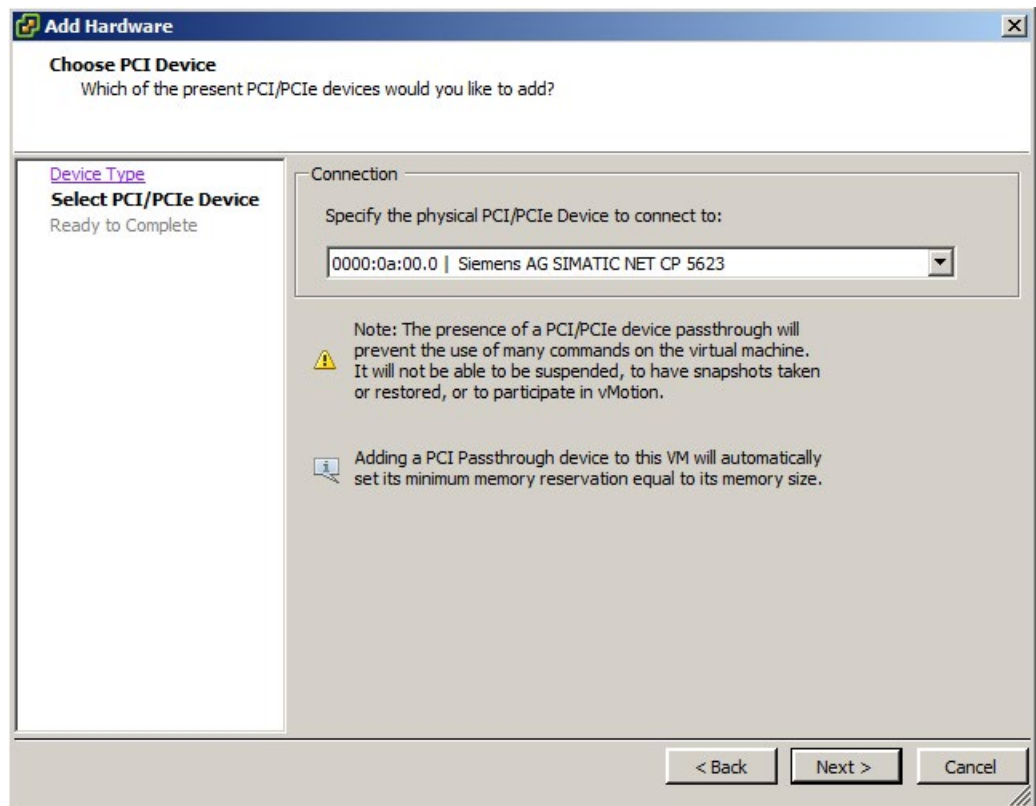 Add Hardware
Choose PCI Device
Which of the present PCI/PCIe devices would you like to add?
Device Type
Select PCI/PCIe Device
Ready to Complete
Connection
Specify the physical PCI/PCIe Device to connect to:
0000:0a:00.0 | Siemens AG SIMATIC NET CP 5623
Note: The presence of a PCI/PCIe device passthrough will
prevent the use of many commands on the virtual machine.
It will not be able to be suspended, to have snapshots taken
or restored, or to participate in vMotion.
Adding a PCI Passthrough device to this VM will automatically
set its minimum memory reservation equal to its memory size.
< Back
Next >
Cancel